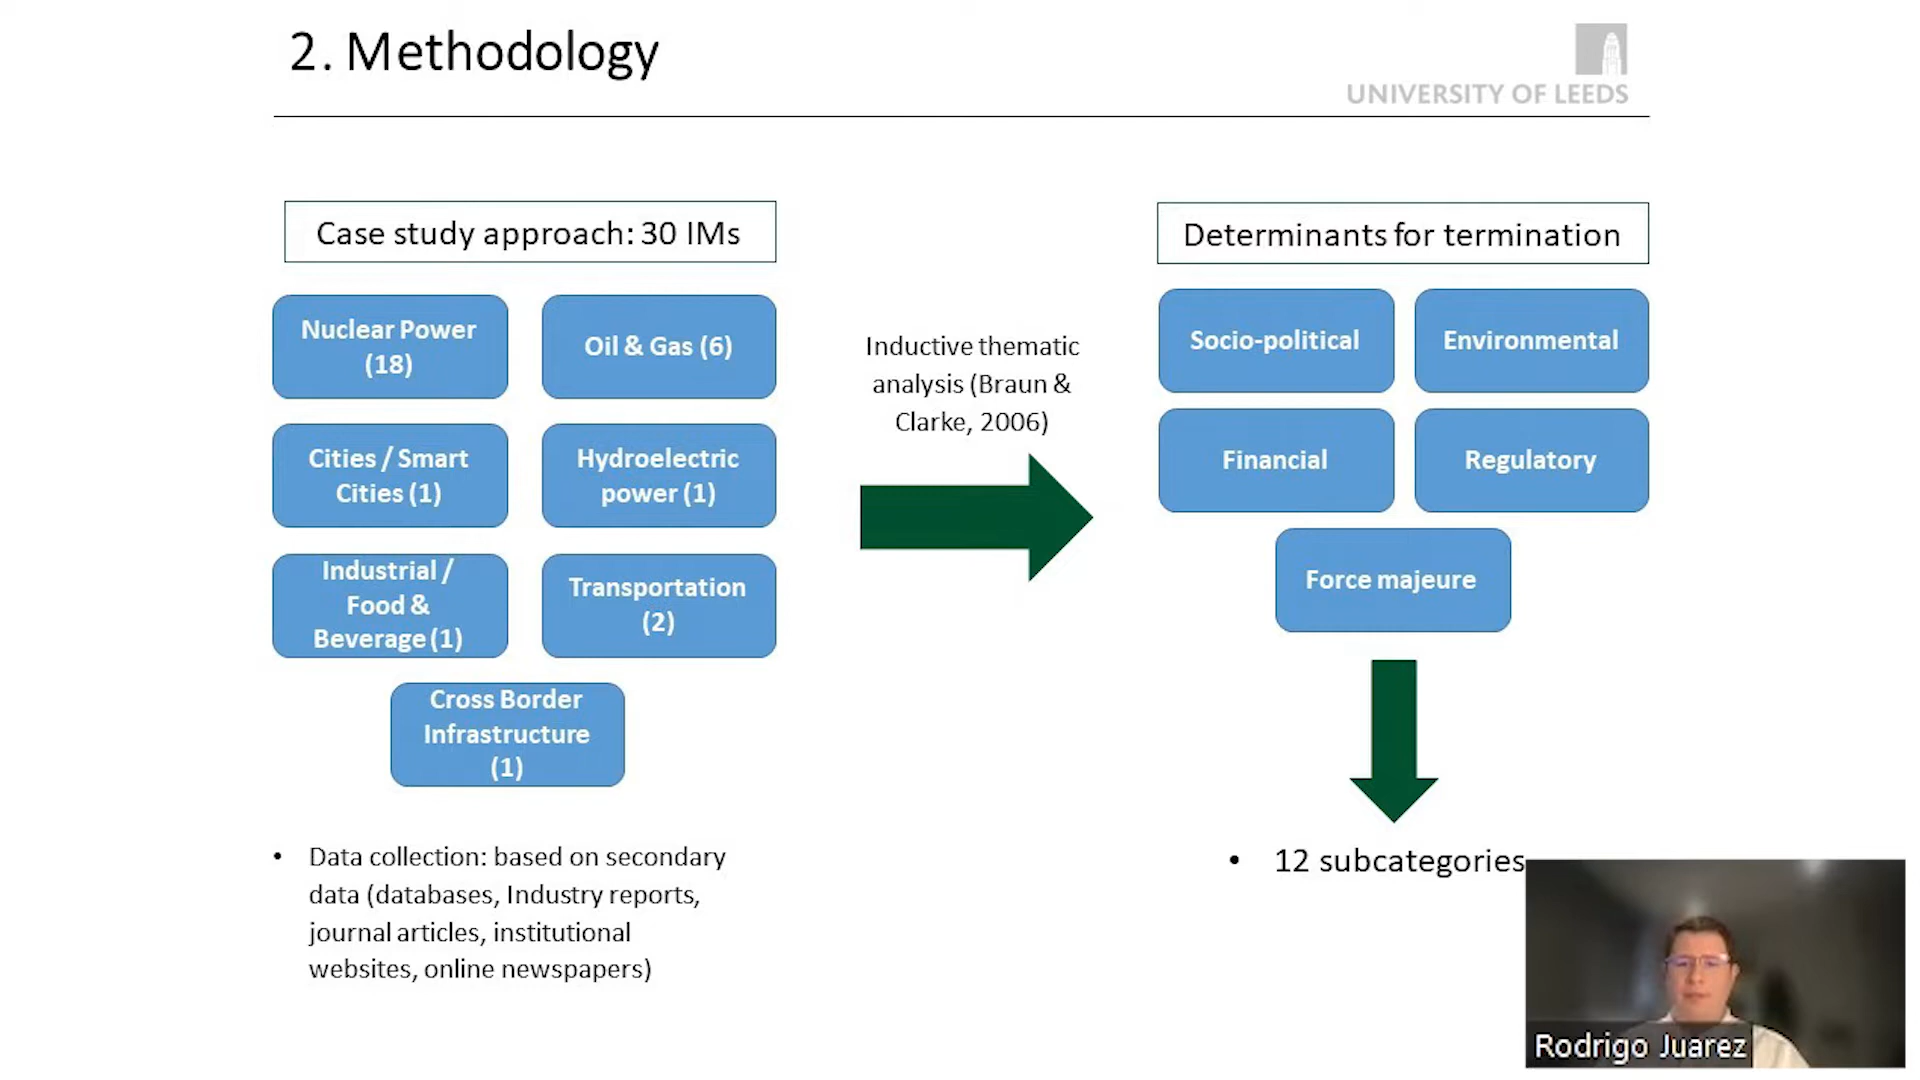 2. Methodology
UNIVERSITY OF LEEDS
Case study approach: 30 IMs
Nuclear Power
(18)
Oil & Gas (6)
Cities / Smart
Cities (1)
Hydroelectric
power (1)
Industrial /
Food &
Beverage (1)
Transportation
(2)
Cross Border
Infrastructure
(1)
• Data collection: based on secondary
data (databases, Industry reports,
journal articles, institutional
websites, online newspapers)
Inductive thematic
analysis (Braun &
Clarke, 2006)
Determinants for termination
Socio-political
Environmental
Financial
Regulatory
Force majeure
• 12 subcategories
Rodrigo Juarez